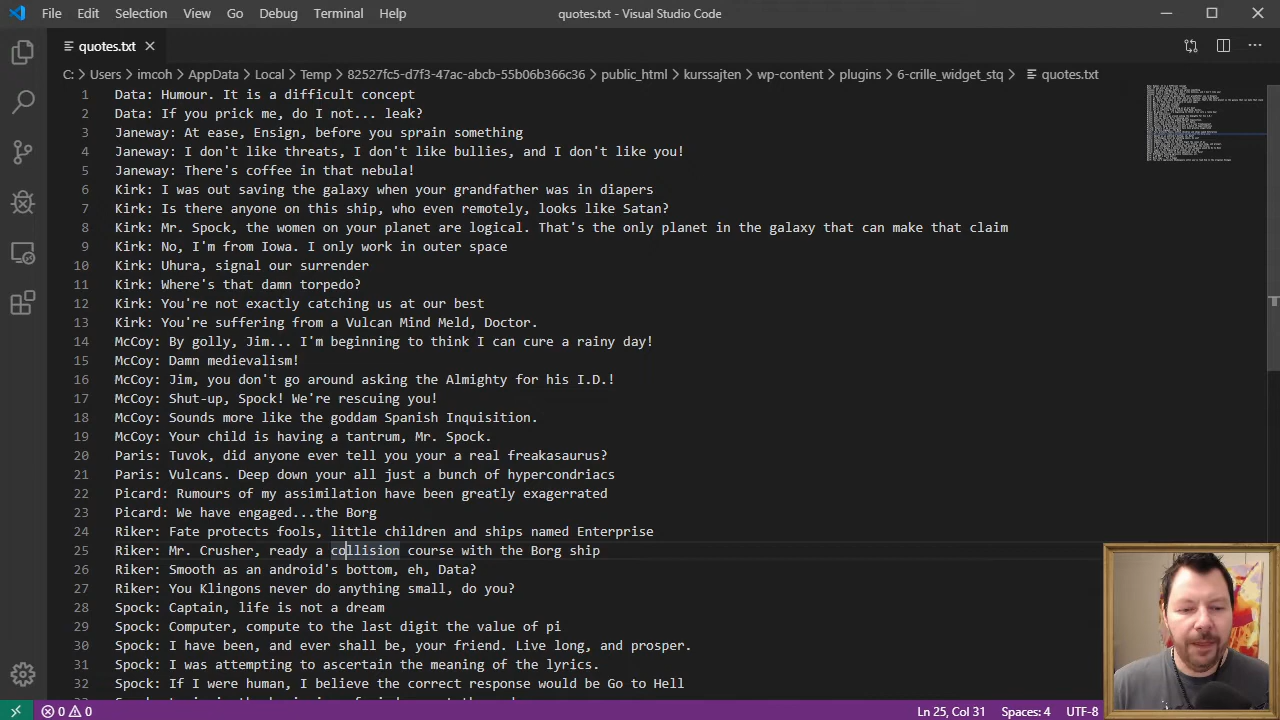 File Edit Selection View Go Debug Terminal Help quotes.txt - Visual Studio Code
quotes.txt
C: > Users > imcoh > AppData > Local > Temp > 82527fc5-d7f3-47ac-abcb-55b06b366c36 > public_html > kurssajten > wp-content > plugins > 6-crille_widget_stq > quotes.txt
1 Data: Humour. It is a difficult concept
2 Data: If you prick me, do I not... leak?
3 Janeway: At ease, Ensign, before you sprain something
4 Janeway: I don't like threats, I don't like bullies, and I don't like you!
5 Janeway: There's coffee in that nebula!
6 Kirk: I was out saving the galaxy when your grandfather was in diapers
7 Kirk: Is there anyone on this ship, who even remotely, looks like Satan?
8 Kirk: Mr. Spock, the women on your planet are logical. That's the only planet in the galaxy that can make that claim
9 Kirk: No, I'm from Iowa. I only work in outer space
10 Kirk: Uhura, signal our surrender
11 Kirk: Where's that damn torpedo?
12 Kirk: You're not exactly catching us at our best
13 Kirk: You're suffering from a Vulcan Mind Meld, Doctor.
14 McCoy: By golly, Jim... I'm beginning to think I can cure a rainy day!
15 McCoy: Damn medievalism!
16 McCoy: Jim, you don't go around asking the Almighty for his I.D.!
17 McCoy: Shut-up, Spock! We're rescuing you!
18 McCoy: Sounds more like the goddam Spanish Inquisition.
19 McCoy: Your child is having a tantrum, Mr. Spock.
20 Paris: Tuvok, did anyone ever tell you your a real freakasaurus?
21 Paris: Vulcans. Deep down your all just a bunch of hypercondriacs
22 Picard: Rumours of my assimilation have been greatly exagerrated
23 Picard: We have engaged...the Borg
24 Riker: Fate protects fools, little children and ships named Enterprise
25 Riker: Mr. Crusher, ready a collision course with the Borg ship
26 Riker: Smooth as an android's bottom, eh, Data?
27 Riker: You Klingons never do anything small, do you?
28 Spock: Captain, life is not a dream
29 Spock: Computer, compute to the last digit the value of pi
30 Spock: I have been, and ever shall be, your friend. Live long, and prosper.
31 Spock: I was attempting to ascertain the meaning of the lyrics.
32 Spock: If I were human, I believe the correct response would be Go to Hell
0 0 Ln 25, Col 31 Spaces: 4 UTF-8